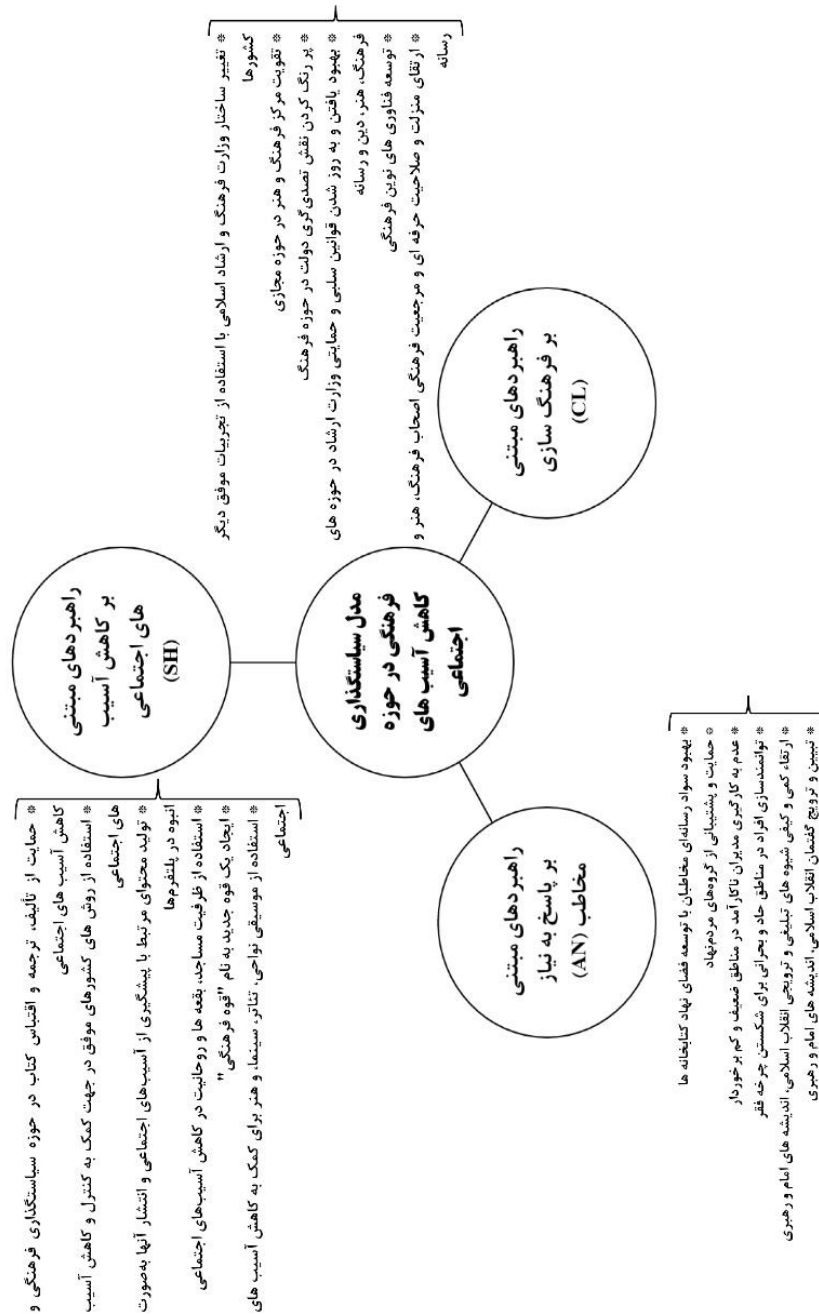 * حمایت از تألیف، ترجمه و اقتباس کتاب در حوزه سیاستگذاری فرهنگی و
کاهش آسیب های اجتماعی
* استفاده از روش های کشورهای موفق در جهت کمک به کنترل و کاهش آسیب
های اجتماعی
* تولید محتوای مرتبط با پیشگیری از آسیب‌های اجتماعی و انتشار آنها به‌صورت
انبوه در پلتفرم‌ها
* استفاده از ظرفیت مساجد، بقعه ها و روحانیت در کاهش آسیب‌های اجتماعی
* ایجاد یک قوه جدید به نام "قوه فرهنگی"
* استفاده از موسیقی نواحی، تئاتر، سینما، و هنر برای کمک به کاهش آسیب های
اجتماعی
راهبردهای مبتنی
بر کاهش آسیب
های اجتماعی
(SH)
* تغییر ساختار وزارت فرهنگ و ارشاد اسلامی با استفاده از تجربیات موفق دیگر
کشورها
* تقویت مرکز فرهنگ و هنر در حوزه مجازی
* پر رنگ کردن نقش تصدی‌گری دولت در حوزه فرهنگ
* بهبود یافتن و به روز شدن قوانین سلبی و حمایتی وزارت ارشاد در حوزه های
فرهنگ، هنر، دین و رسانه
* توسعه فناوری های نوین فرهنگی
* ارتقای منزلت و صلاحیت حرفه ای و مرجعیت فرهنگی اصحاب فرهنگ، هنر و
رسانه
مدل سیاستگذاری
فرهنگی در حوزه
کاهش آسیب های
اجتماعی
راهبردهای مبتنی
بر پاسخ به نیاز
مخاطب (AN)
راهبردهای مبتنی
بر فرهنگ سازی
(CL)
* بهبود سواد رسانه‌ای مخاطبان با توسعه فضای نهاد کتابخانه ها
* حمایت و پشتیبانی از گروه‌های مردم‌نهاد
* عدم به کارگیری مدیران ناکارآمد در مناطق ضعیف و کم برخوردار
* توانمندسازی افراد در مناطق حاد و بحرانی برای شکستن چرخه فقر
* ارتقاء کمی و کیفی شیوه های تبلیغی و ترویجی انقلاب اسلامی، اندیشه های امام و رهبری
* تبیین و ترویج گفتمان انقلاب اسلامی، اندیشه های امام و رهبری